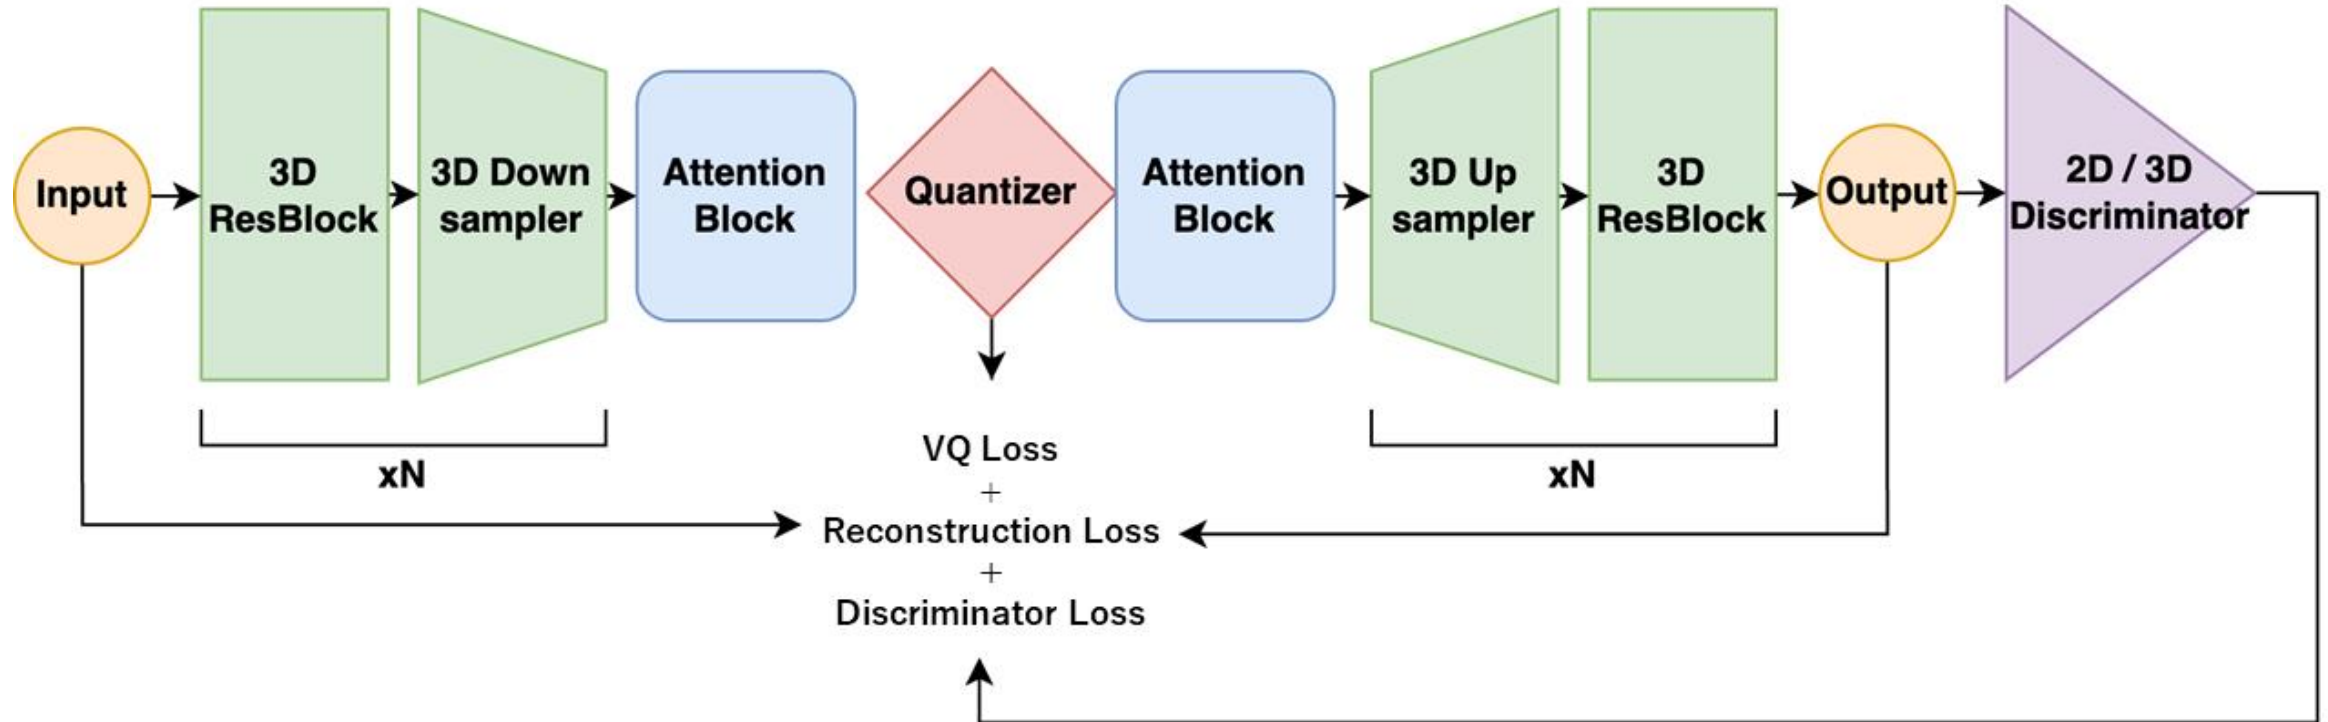 Input
3D
ResBlock
3D Down
sampler
Attention
Block
Quantizer
Attention
Block
3D Up
sampler
3D
ResBlock
Output
2D / 3D
Discriminator
xN
xN
VQ Loss
+
Reconstruction Loss
+
Discriminator Loss